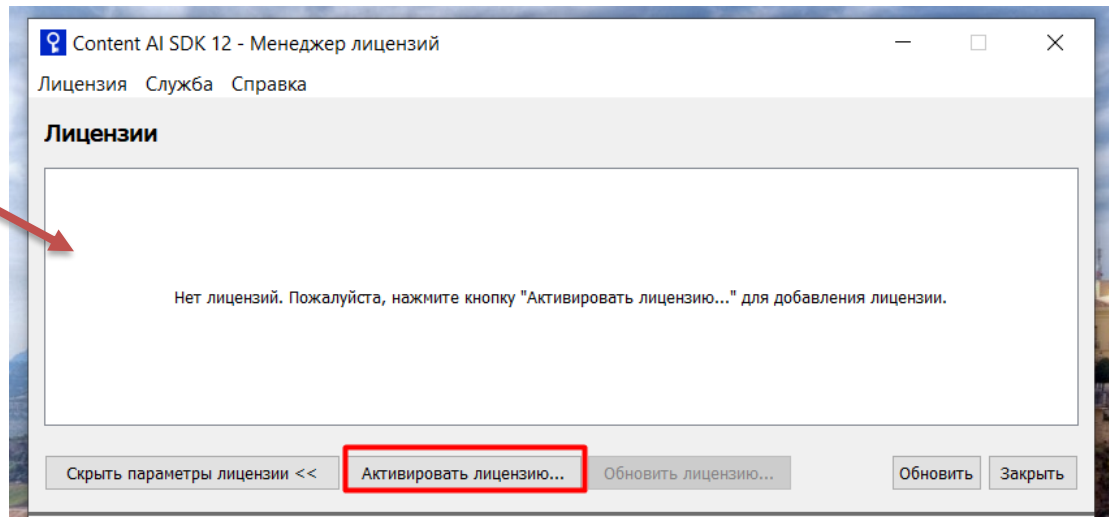 Content AI SDK 12 - Менеджер лицензий
Лицензия Служба Справка
Лицензии
Нет лицензий. Пожалуйста, нажмите кнопку "Активировать лицензию..." для добавления лицензии.
Скрыть параметры лицензии << Активировать лицензию... Обновить лицензию... Обновить Закрыть